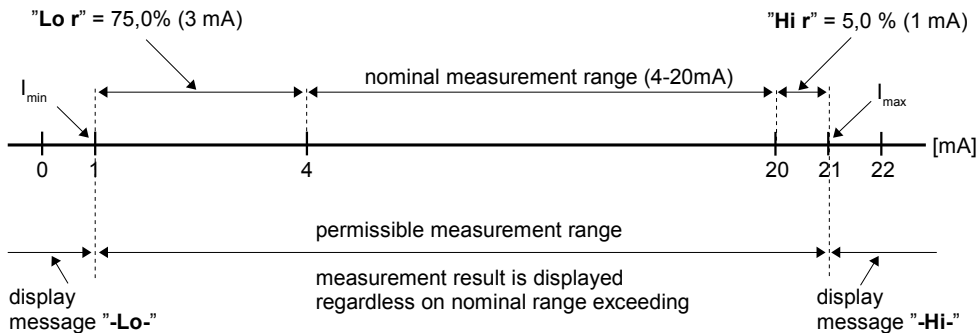 "Lo r" = 75,0% (3 mA)
"Hi r" = 5,0 % (1 mA)
nominal measurement range (4-20mA)
Imin
Imax
[mA]
0
1
4
20
21
22
permissible measurement range
measurement result is displayed
regardless on nominal range exceeding
display
message "-Lo-"
display
message "-Hi-"